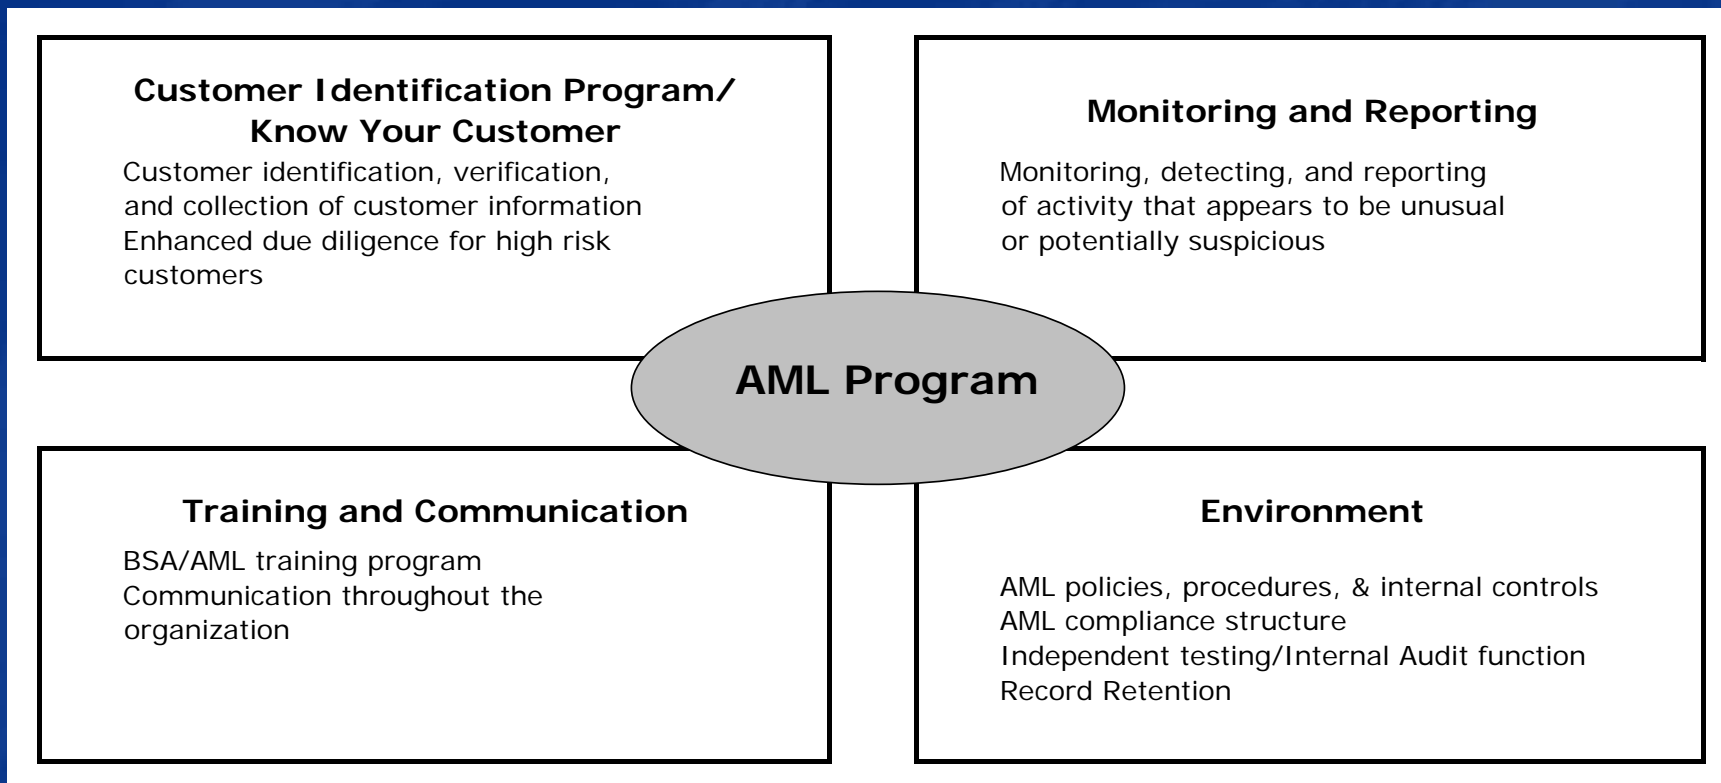 Customer Identification Program/
Know Your Customer
Customer identification, verification,
and collection of customer information
Enhanced due diligence for high risk
customers
Monitoring and Reporting
Monitoring, detecting, and reporting
of activity that appears to be unusual
or potentially suspicious
AML Program
Training and Communication
BSA/AML training program
Communication throughout the
organization
Environment
AML policies, procedures, & internal controls
AML compliance structure
Independent testing/Internal Audit function
Record Retention